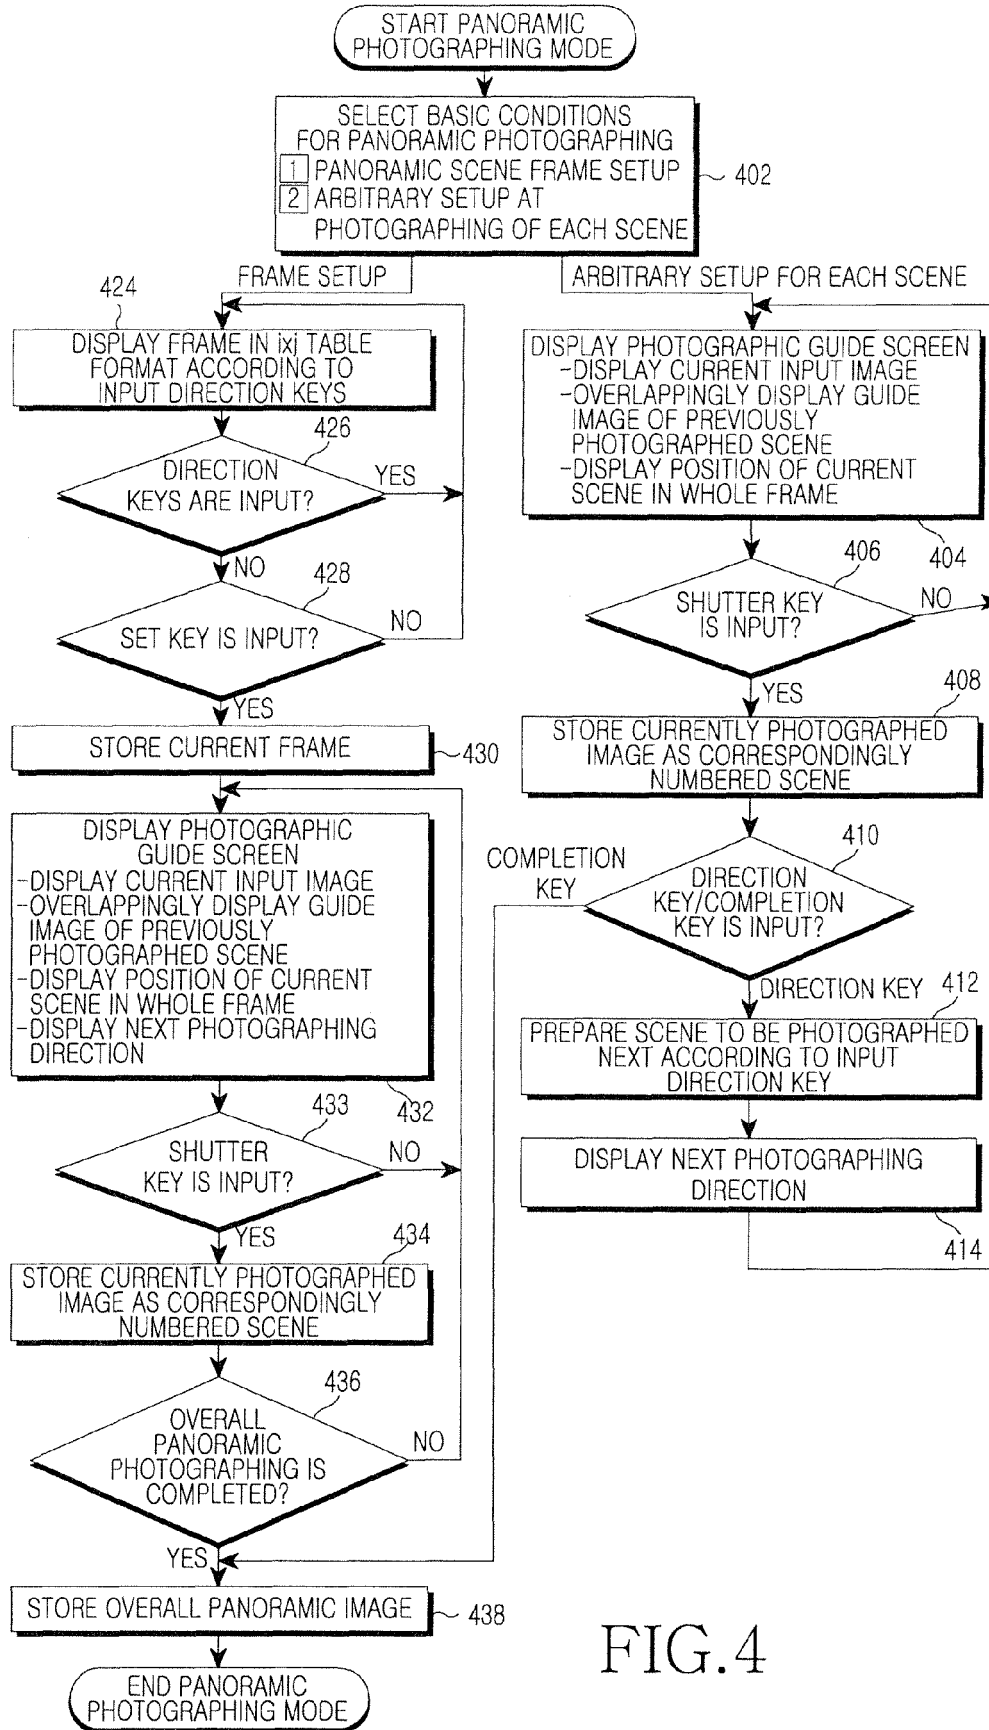 START PANORAMIC
PHOTOGRAPHING MODE
SELECT BASIC CONDITIONS
FOR PANORAMIC PHOTOGRAPHING
1 PANORAMIC SCENE FRAME SETUP
2 ARBITRARY SETUP AT
PHOTOGRAPHING OF EACH SCENE
402
FRAME SETUP
424
DISPLAY FRAME IN ixj TABLE
FORMAT ACCORDING TO
INPUT DIRECTION KEYS
426
DIRECTION
KEYS ARE INPUT?
YES
NO
428
SET KEY IS INPUT?
NO
YES
STORE CURRENT FRAME
430
DISPLAY PHOTOGRAPHIC
GUIDE SCREEN
-DISPLAY CURRENT INPUT IMAGE
-OVERLAPPINGLY DISPLAY GUIDE
IMAGE OF PREVIOUSLY
PHOTOGRAPHED SCENE
-DISPLAY POSITION OF CURRENT
SCENE IN WHOLE FRAME
-DISPLAY NEXT PHOTOGRAPHING
DIRECTION
432
433
SHUTTER
KEY IS INPUT?
NO
YES
434
STORE CURRENTLY PHOTOGRAPHED
IMAGE AS CORRESPONDINGLY
NUMBERED SCENE
436
OVERALL
PANORAMIC
PHOTOGRAPHING IS
COMPLETED?
NO
YES
STORE OVERALL PANORAMIC IMAGE
438
END PANORAMIC
PHOTOGRAPHING MODE
ARBITRARY SETUP FOR EACH SCENE
DISPLAY PHOTOGRAPHIC GUIDE SCREEN
-DISPLAY CURRENT INPUT IMAGE
-OVERLAPPINGLY DISPLAY GUIDE
IMAGE OF PREVIOUSLY
PHOTOGRAPHED SCENE
-DISPLAY POSITION OF CURRENT
SCENE IN WHOLE FRAME
404
406
SHUTTER KEY
IS INPUT?
NO
YES
408
STORE CURRENTLY PHOTOGRAPHED
IMAGE AS CORRESPONDINGLY
NUMBERED SCENE
410
COMPLETION
KEY
DIRECTION
KEY/COMPLETION
KEY IS INPUT?
DIRECTION KEY
412
PREPARE SCENE TO BE PHOTOGRAPHED
NEXT ACCORDING TO INPUT
DIRECTION KEY
DISPLAY NEXT PHOTOGRAPHING
DIRECTION
414
FIG.4